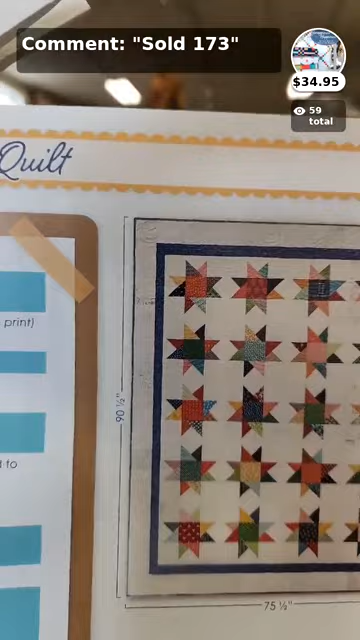 Comment: "Sold 173"
$34.95
59
total
Quilt
print)
to
90 ½"
75 ½"